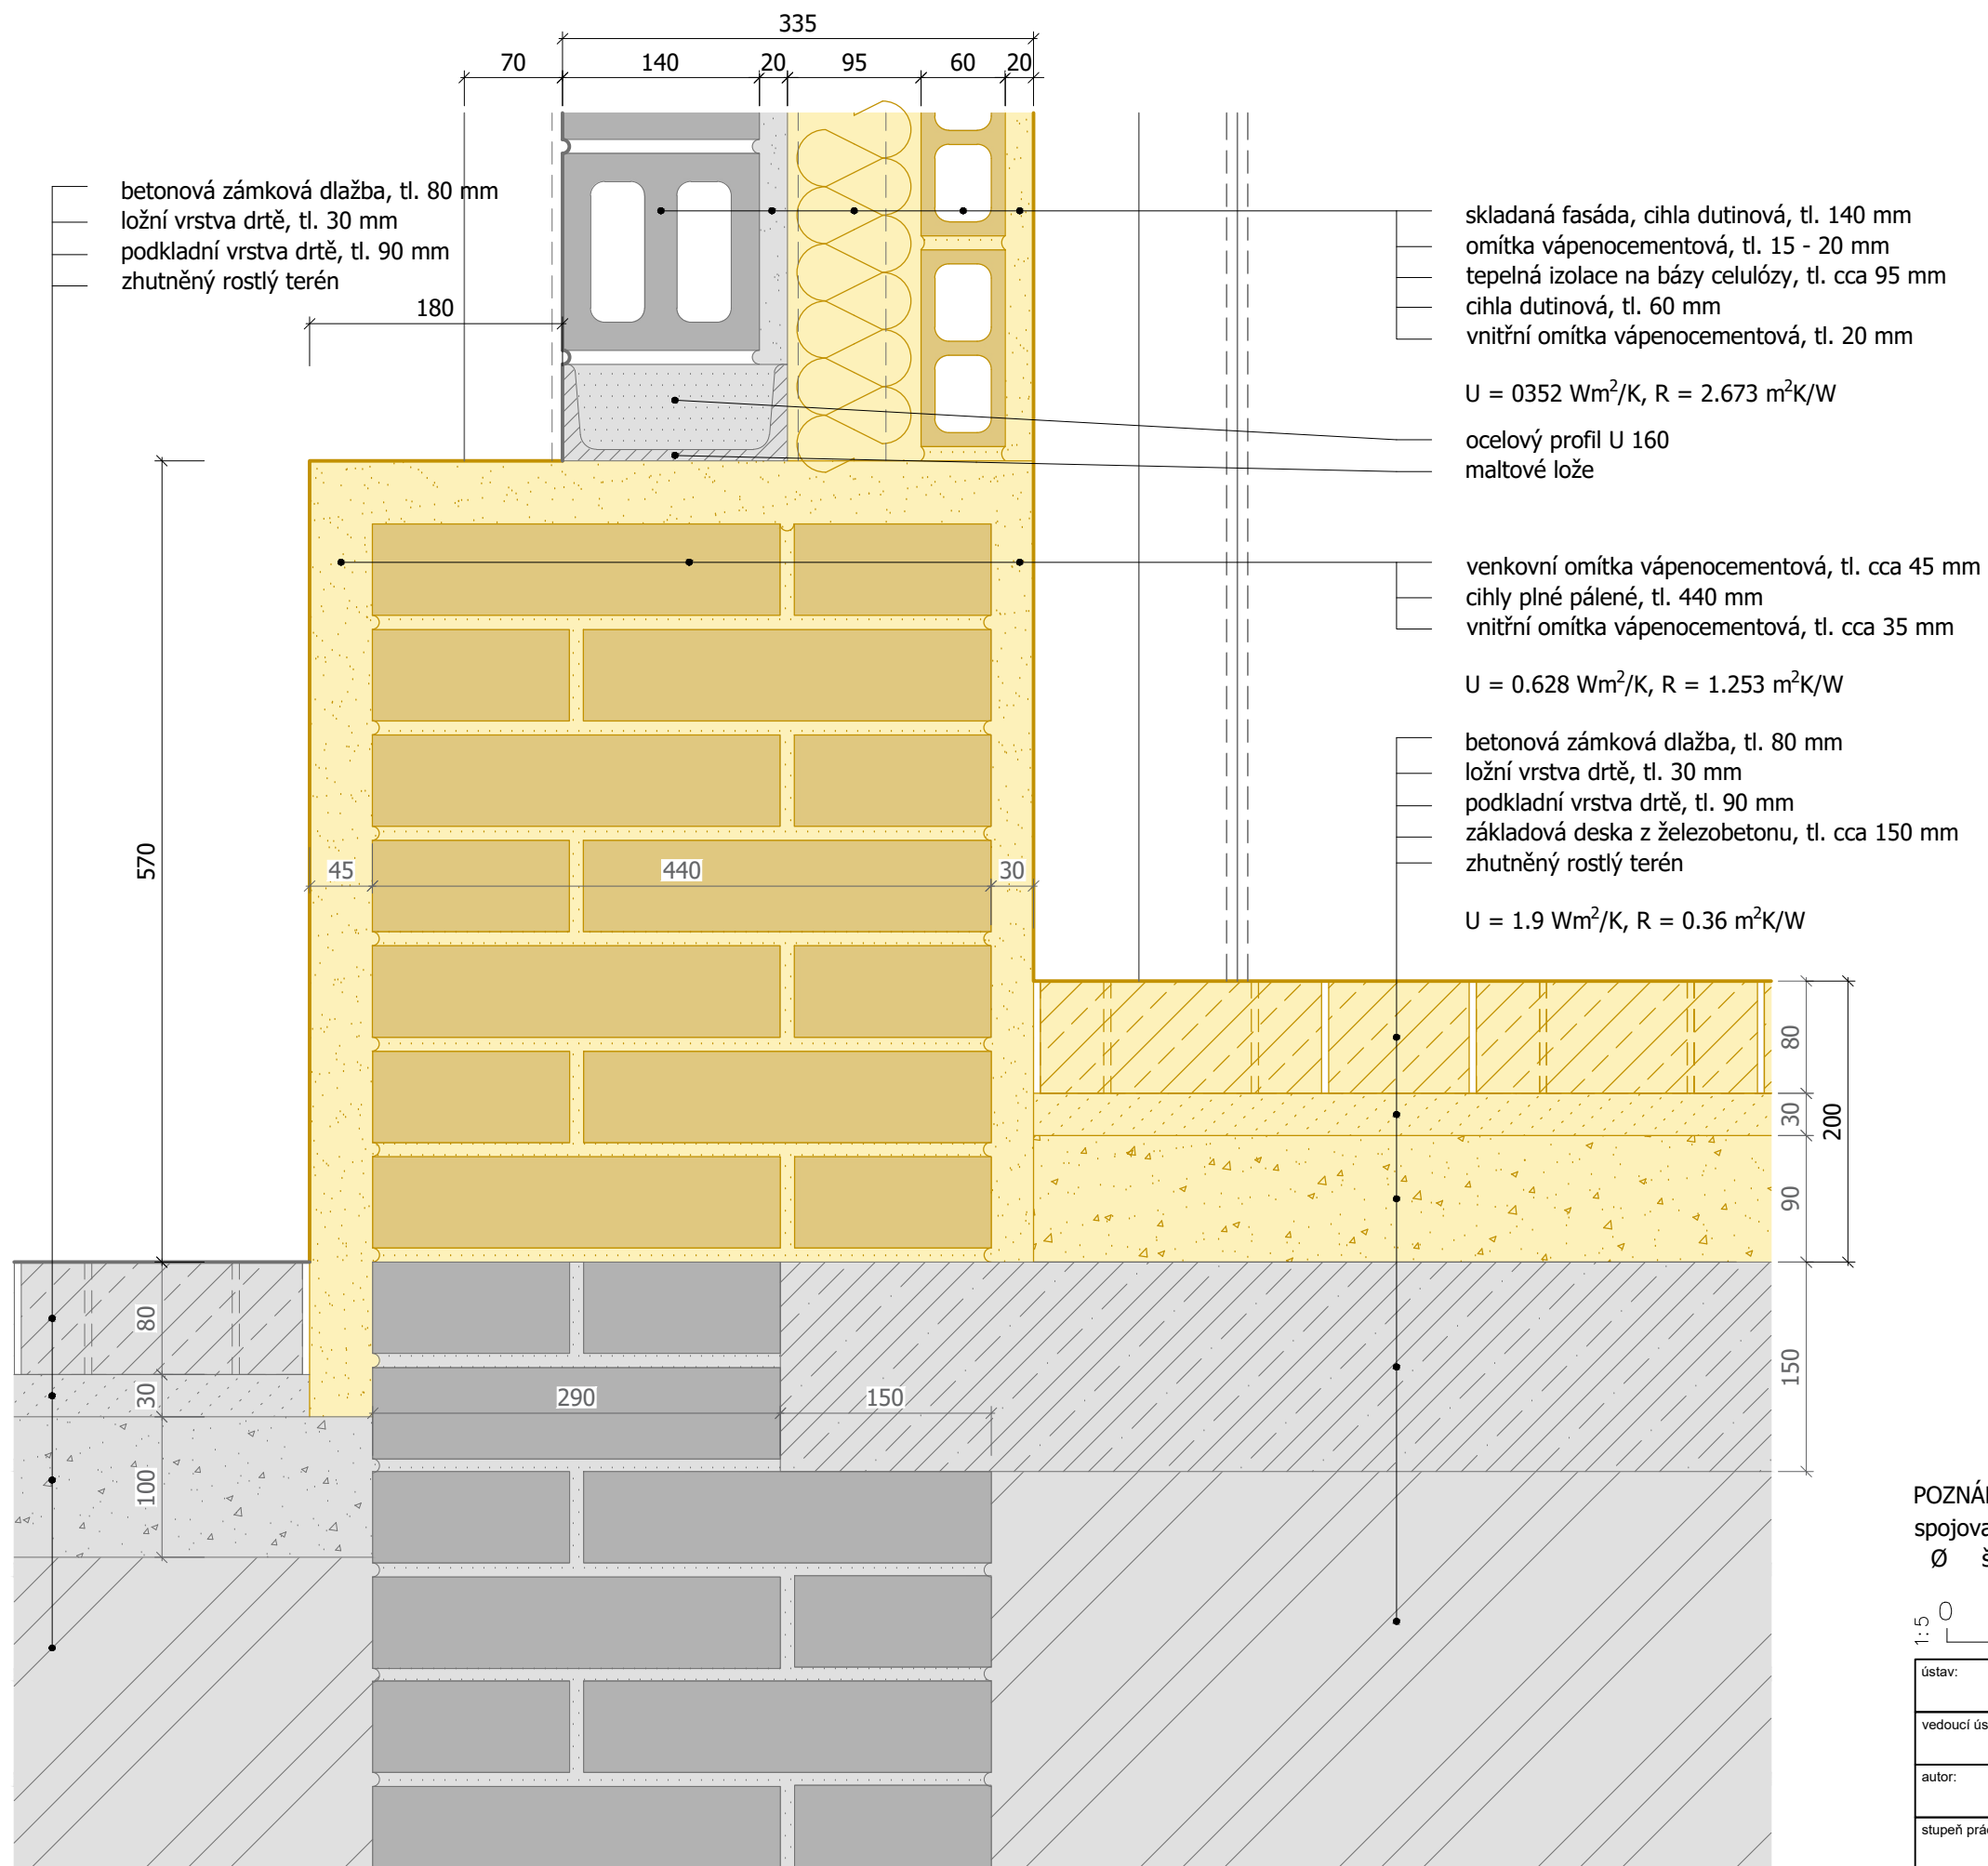 335
70
140
20
95
60
20
betonová zámková dlažba, tl. 80 mm
ložní vrstva drtě, tl. 30 mm
podkladní vrstva drtě, tl. 90 mm
zhutněný rostlý terén
180
skladaná fasáda, cihla dutinová, tl. 140 mm
omítka vápenocementová, tl. 15 - 20 mm
tepelná izolace na bázy celulózy, tl. cca 95 mm
cihla dutinová, tl. 60 mm
vnitřní omítka vápenocementová, tl. 20 mm
U = 0352 Wm²/K, R = 2.673 m²K/W
ocelový profil U 160
maltové lože
venkovní omítka vápenocementová, tl. cca 45 mm
cihly plné pálené, tl. 440 mm
vnitřní omítka vápenocementová, tl. cca 35 mm
U = 0.628 Wm²/K, R = 1.253 m²K/W
betonová zámková dlažba, tl. 80 mm
ložní vrstva drtě, tl. 30 mm
podkladní vrstva drtě, tl. 90 mm
základová deska z železobetonu, tl. cca 150 mm
zhutněný rostlý terén
U = 1.9 Wm²/K, R = 0.36 m²K/W
570
45
440
30
80
30
90
200
150
80
30
100
290
150
1:5
0
Ø
ústav:
autor:
stupeň
vedoucí